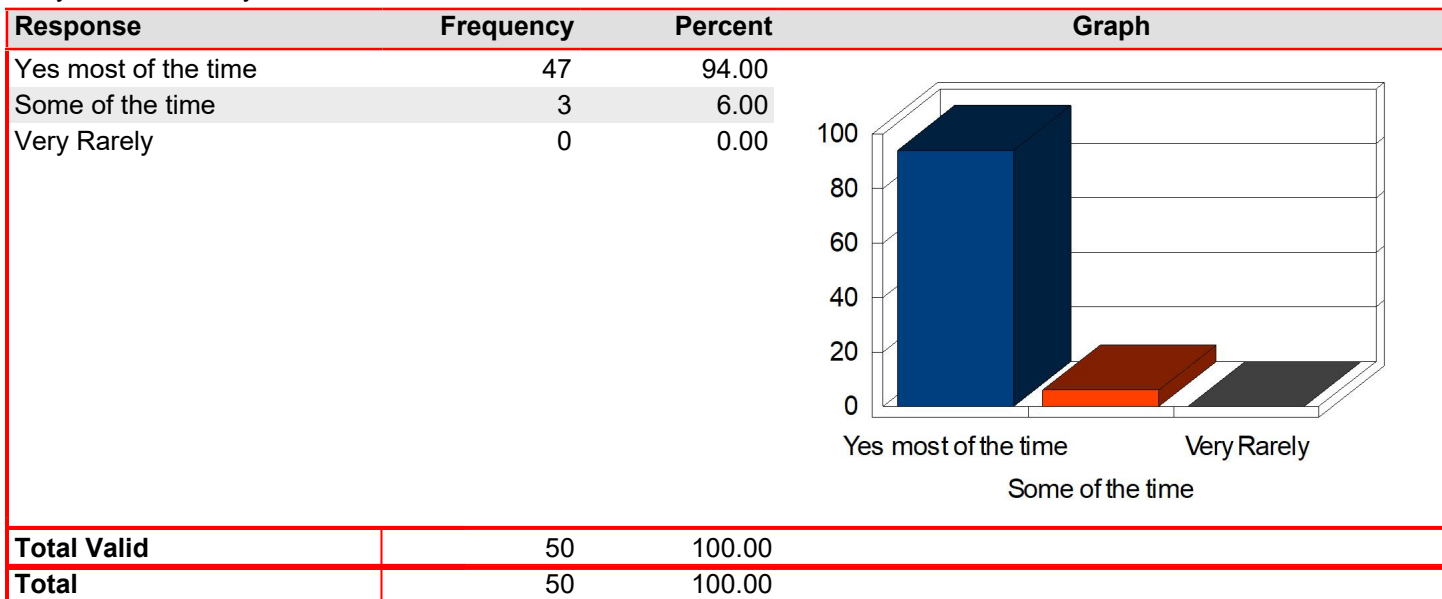 Response Frequency Percent Graph
Yes most of the time 47 94.00
Some of the time 3 6.00
Very Rarely 0 0.00
100
80
60
40
20
0
Yes most of the time Very Rarely
Some of the time
Total Valid 50 100.00
Total 50 100.00